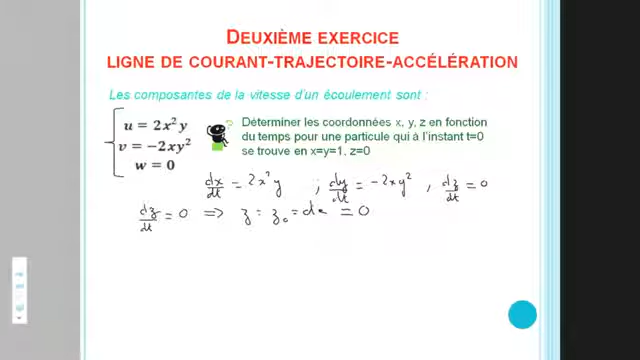 DEUXIÈME EXERCICE
LIGNE DE COURANT-TRAJECTOIRE-ACCÉLÉRATION
Les composantes de la vitesse d'un écoulement sont :
u = 2x²y
v = −2xy²
w = 0
Déterminer les coordonnées x, y, z en fonction
du temps pour une particule qui à l'instant t=0
se trouve en x=y=1, z=0
dx/dt = 2x²y ; dy/dt = −2xy² , dz/dt = 0
dz/dt = 0 ⇒ z = z₀ = = 0